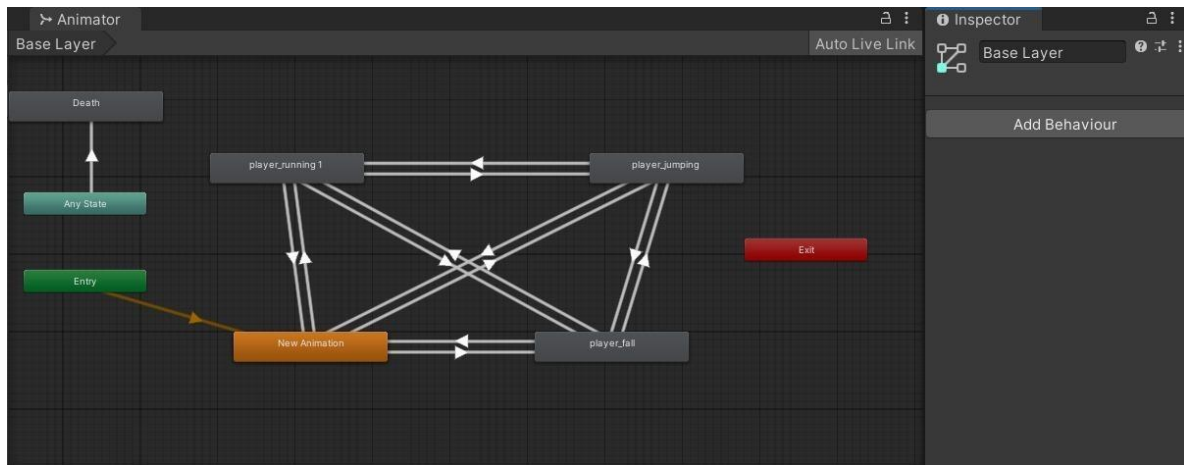 Animator
Base Layer
Auto Live Link
Death
Any State
Entry
player_running 1
player_jumping
New Animation
player_fall
Exit
Inspector
Base Layer
Add Behaviour